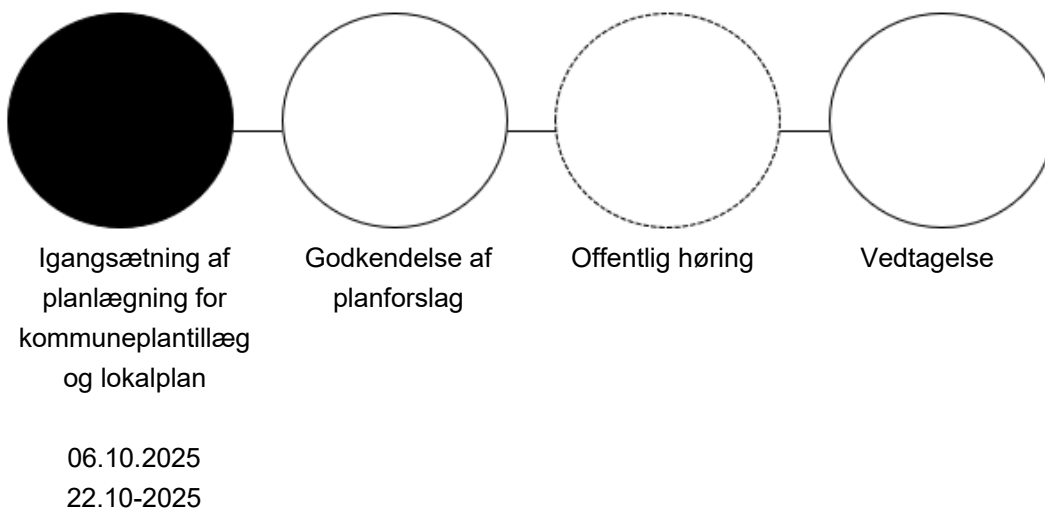 Igangsætning af
planlægning for
kommuneplantillæg
og lokalplan
06.10.2025
22.10-2025
Godkendelse af
planforslag
Offentlig høring
Vedtagelse